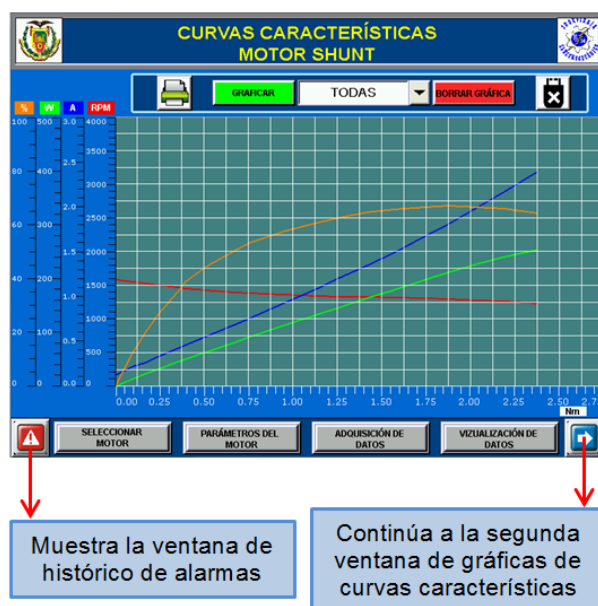 CURVAS CARACTERÍSTICAS
MOTOR SHUNT
GRAFICAR TODAS BORRAR GRÁFICA
% W A RPM
100 500 3.0 4000
3500
2.5
80 400
3000
2.0
2500
60 300
1.5 2000
40 200
1.0 1500
20 100
1000
0.5
500
0 0 0.0 0
0.00 0.25 0.50 0.75 1.00 1.25 1.50 1.75 2.00 2.25 2.50 2.7
Nm
SELECCIONAR
MOTOR
PARÁMETROS DEL
MOTOR
ADQUISICIÓN DE
DATOS
VIZUALIZACIÓN DE
DATOS
Muestra la ventana de
histórico de alarmas
Continúa a la segunda
ventana de gráficas de
curvas características